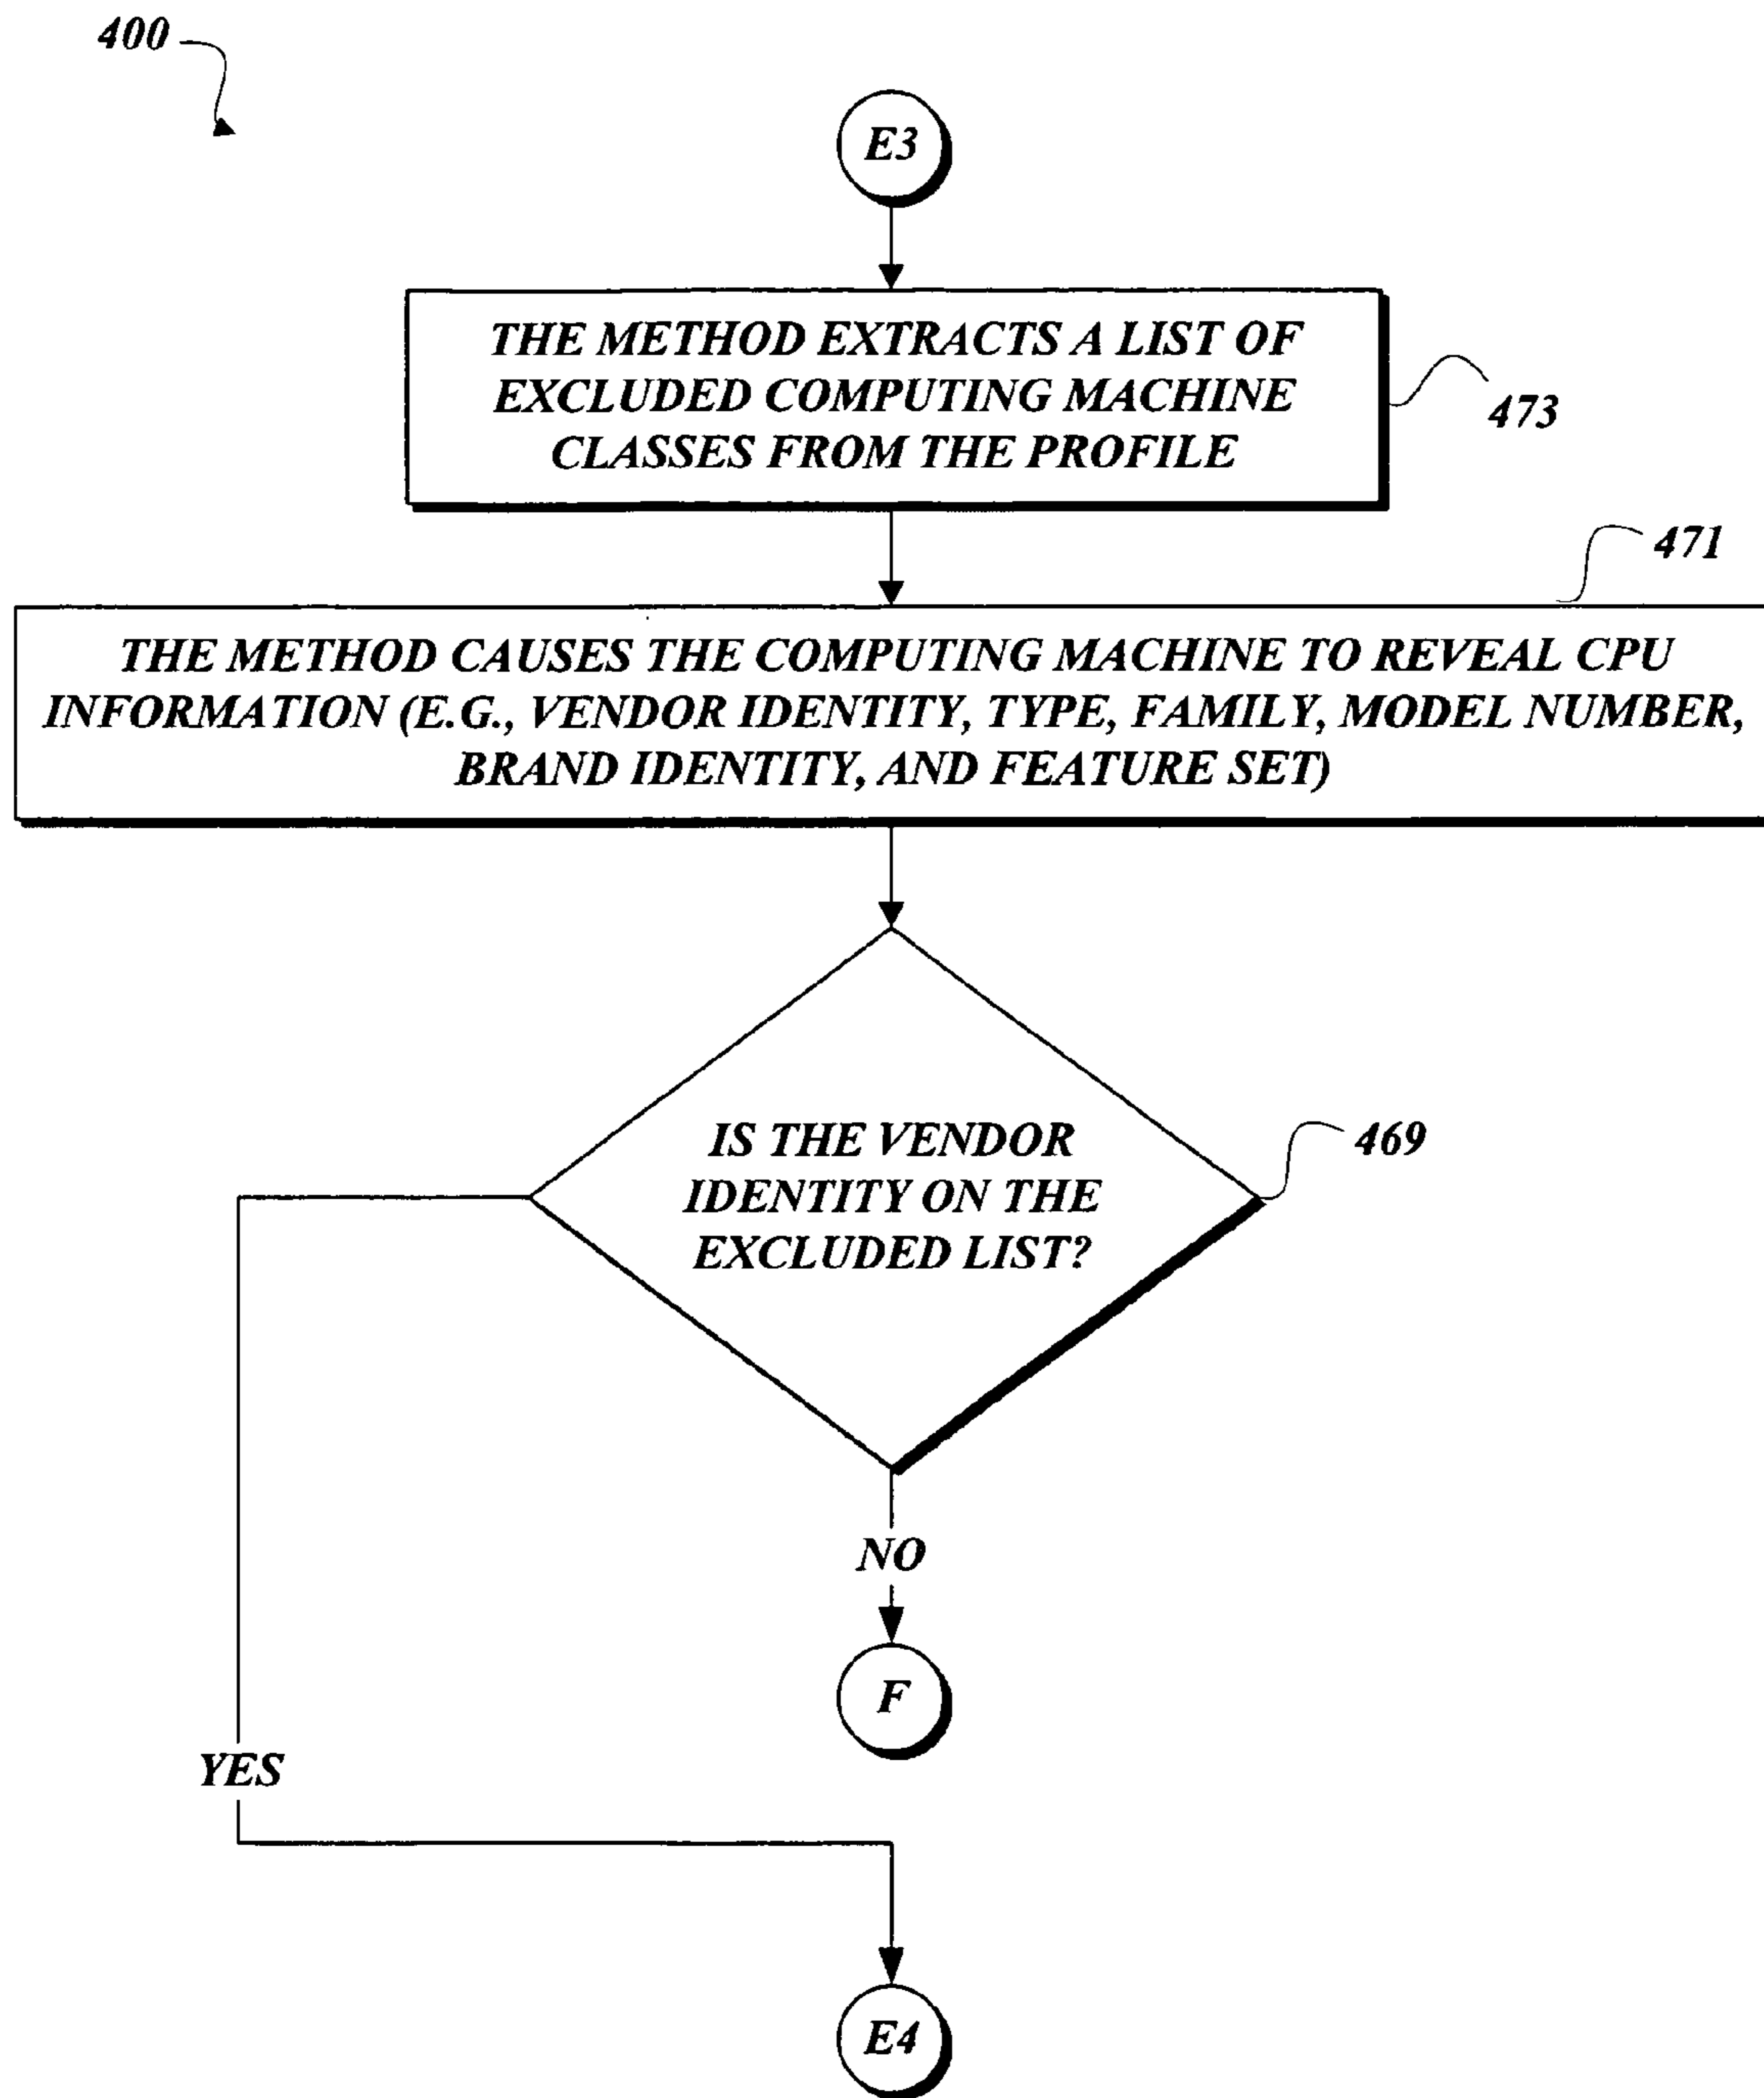 400
E3
THE METHOD EXTRACTS A LIST OF
EXCLUDED COMPUTING MACHINE
CLASSES FROM THE PROFILE
473
471
THE METHOD CAUSES THE COMPUTING MACHINE TO REVEAL CPU
INFORMATION (E.G., VENDOR IDENTITY, TYPE, FAMILY, MODEL NUMBER,
BRAND IDENTITY, AND FEATURE SET)
IS THE VENDOR
IDENTITY ON THE
EXCLUDED LIST?
469
NO
F
YES
E4